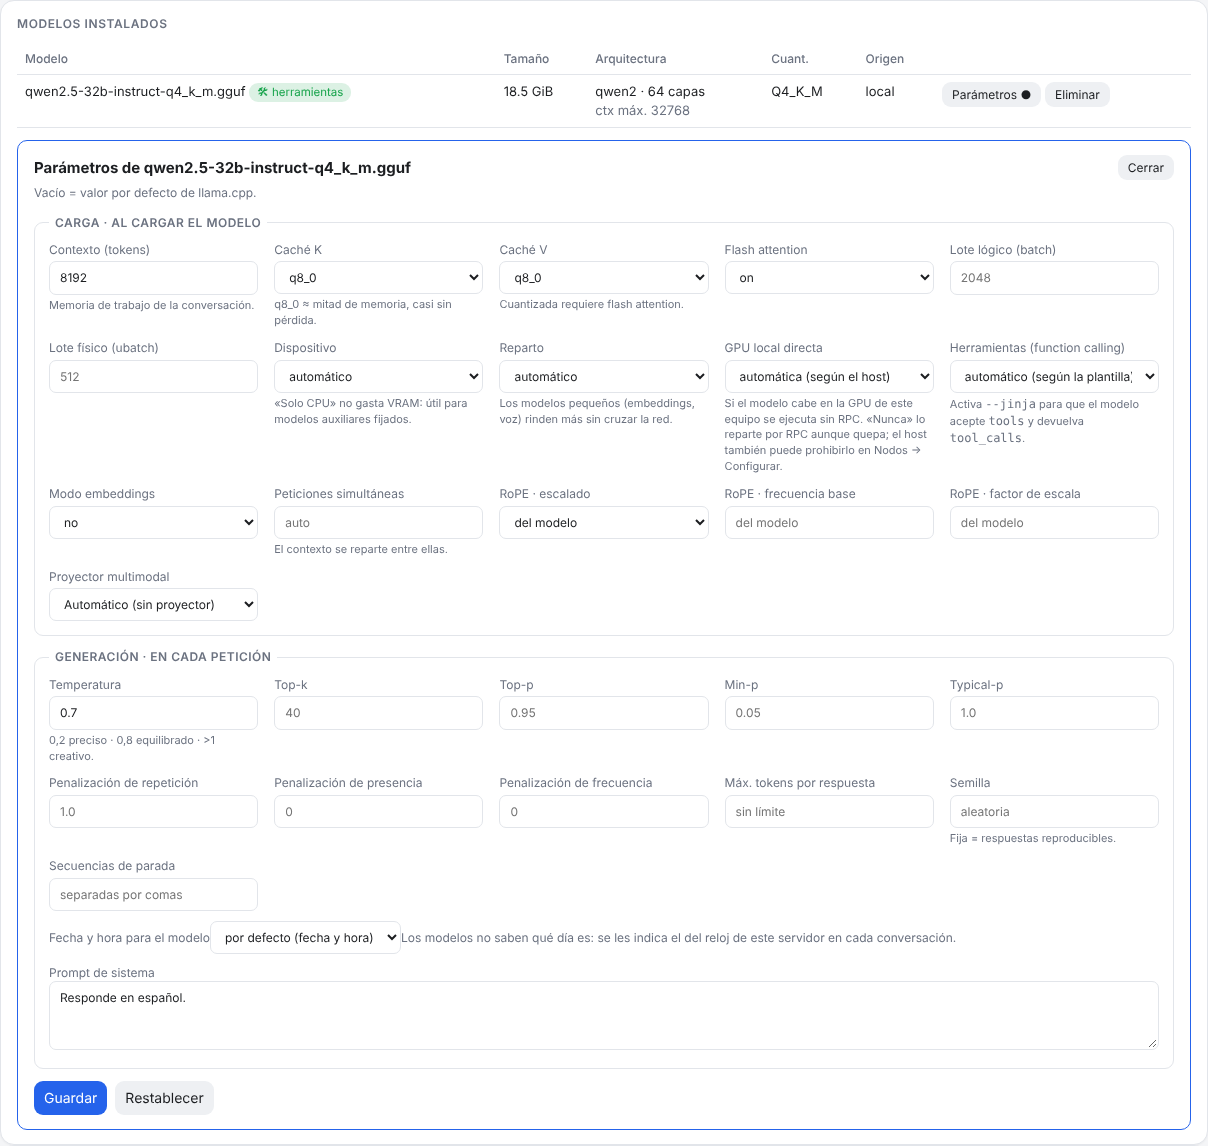 MODELOS INSTALADOS
Modelo Tamaño Arquitectura Cuant. Origen
qwen2.5-32b-instruct-q4_k_m.gguf 🛠 herramientas 18.5 GiB qwen2 · 64 capas Q4_K_M local Parámetros ● Eliminar
ctx máx. 32768
Parámetros de qwen2.5-32b-instruct-q4_k_m.gguf Cerrar
Vacío = valor por defecto de llama.cpp.
CARGA · AL CARGAR EL MODELO
Contexto (tokens) Caché K Caché V Flash attention Lote lógico (batch)
8192 q8_0 q8_0 on 2048
Memoria de trabajo de la conversación. q8_0 ≈ mitad de memoria, casi sin Cuantizada requiere flash attention.
pérdida.
Lote físico (ubatch) Dispositivo Reparto GPU local directa Herramientas (function calling)
512 automático automático automática (según el host) automático (según la plantilla)
«Solo CPU» no gasta VRAM: útil para Los modelos pequeños (embeddings, Si el modelo cabe en la GPU de este Activa --jinja para que el modelo
modelos auxiliares fijados. voz) rinden más sin cruzar la red. equipo se ejecuta sin RPC. «Nunca» lo acepte tools y devuelva
reparte por RPC aunque quepa; el host tool_calls.
también puede prohibirlo en Nodos →
Configurar.
Modo embeddings Peticiones simultáneas RoPE · escalado RoPE · frecuencia base RoPE · factor de escala
no auto del modelo del modelo del modelo
El contexto se reparte entre ellas.
Proyector multimodal
Automático (sin proyector)
GENERACIÓN · EN CADA PETICIÓN
Temperatura Top-k Top-p Min-p Typical-p
0.7 40 0.95 0.05 1.0
0,2 preciso · 0,8 equilibrado · >1
creativo.
Penalización de repetición Penalización de presencia Penalización de frecuencia Máx. tokens por respuesta Semilla
1.0 0 0 sin límite aleatoria
Fija = respuestas reproducibles.
Secuencias de parada
separadas por comas
Fecha y hora para el modelo por defecto (fecha y hora) Los modelos no saben qué día es: se les indica el del reloj de este servidor en cada conversación.
Prompt de sistema
Responde en español.
Guardar Restablecer